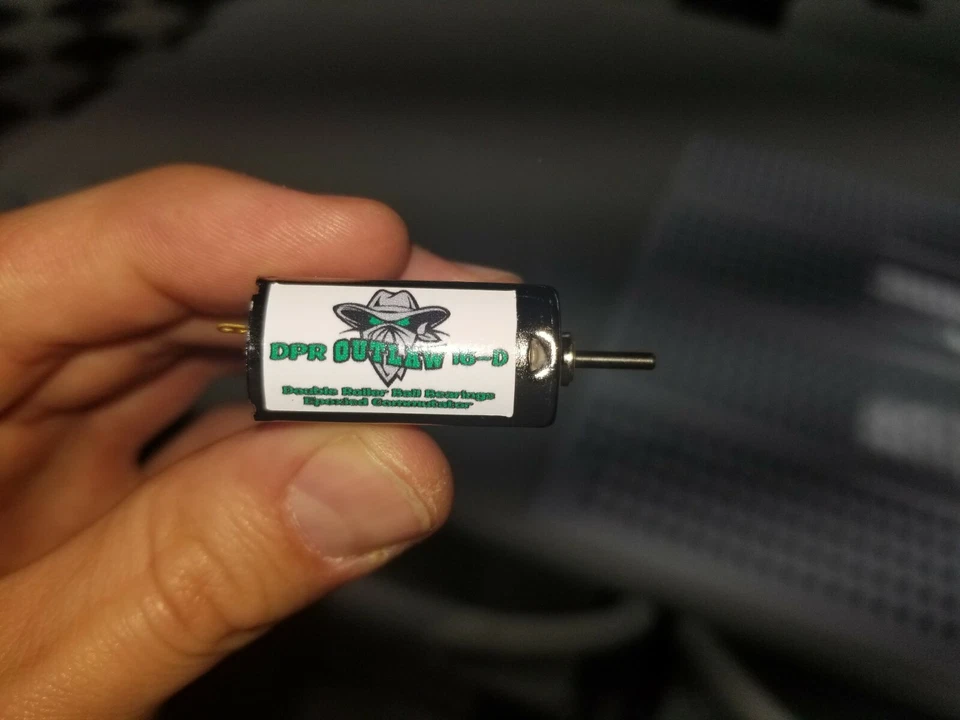 DPR OUTLAW 16-D
Double Roller Ball Bearings
Epoxied Commutator